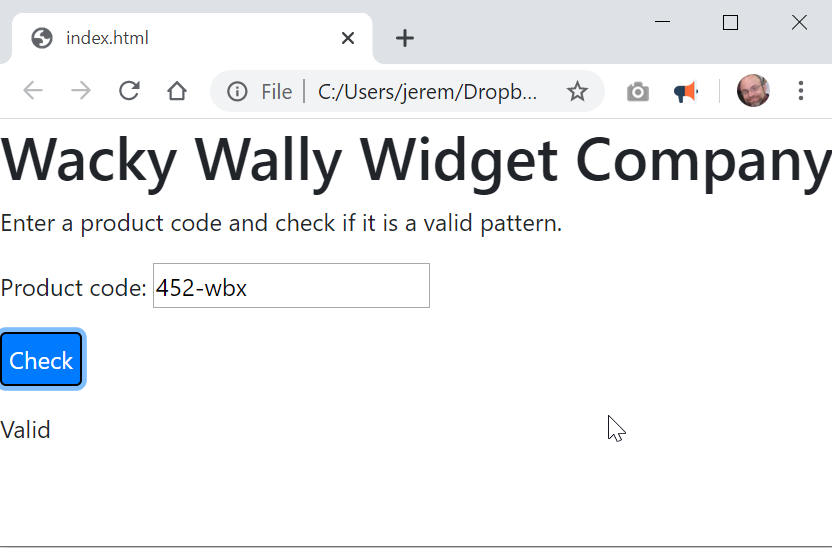 index.html
File C:/Users/jerem/Dropb...
Wacky Wally Widget Company
Enter a product code and check if it is a valid pattern.
Product code: 452-wbx
Check
Valid